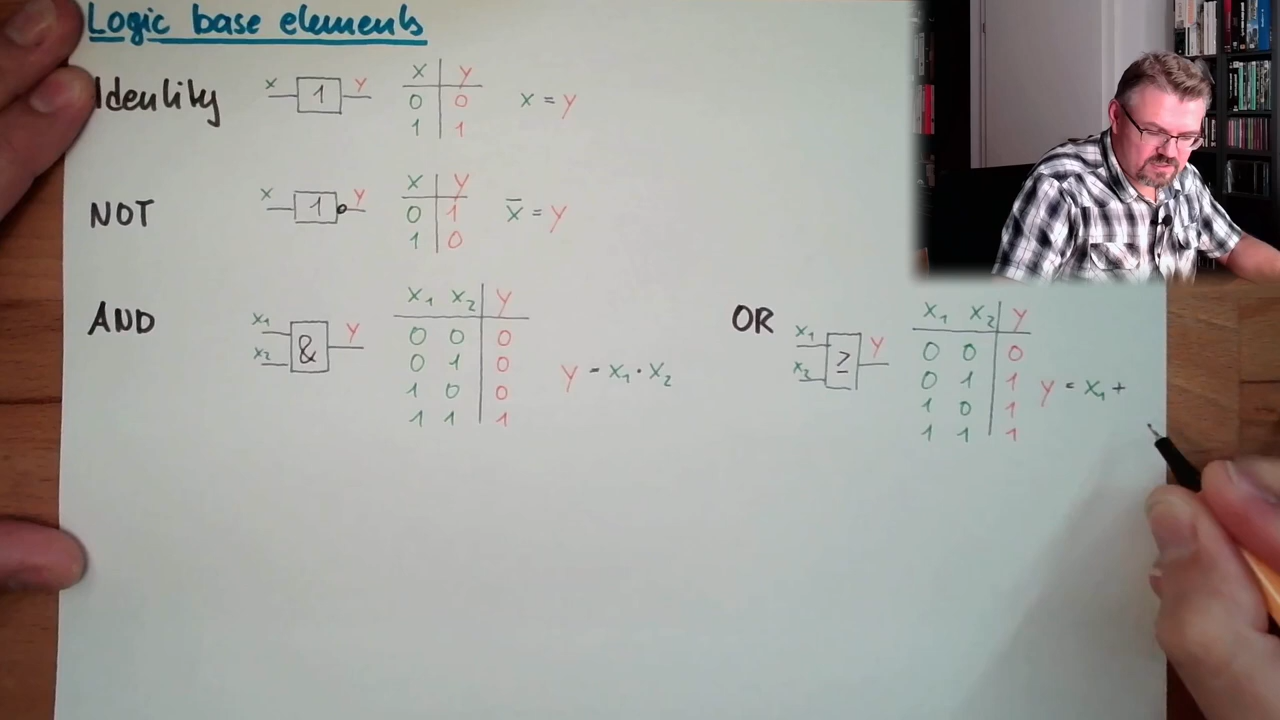 Logic base elements
Identity
x 1 y
x y
0 0
1 1
x = y
NOT
x 1 y
x y
0 1
1 0
x̅ = y
AND
x₁
x₂ & y
x₁ x₂ y
0 0 0
0 1 0
1 0 0
1 1 1
y = x₁ · x₂
OR
x₁
x₂ ≥ y
x₁ x₂ y
0 0 0
0 1 1
1 0 1
1 1 1
y = x₁ +